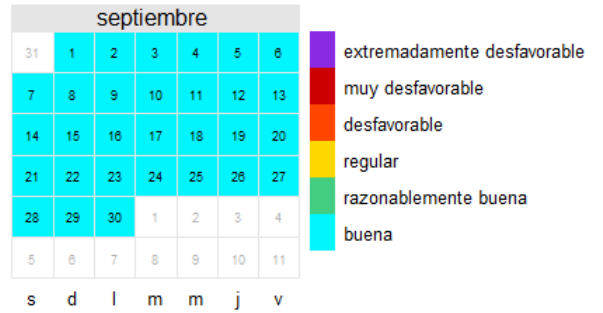 septiembre
31 1 2 3 4 5 6
7 8 9 10 11 12 13
14 15 16 17 18 19 20
21 22 23 24 25 26 27
28 29 30 1 2 3 4
5 6 7 8 9 10 11
s d l m m j v
extremadamente desfavorable
muy desfavorable
desfavorable
regular
razonablemente buena
buena